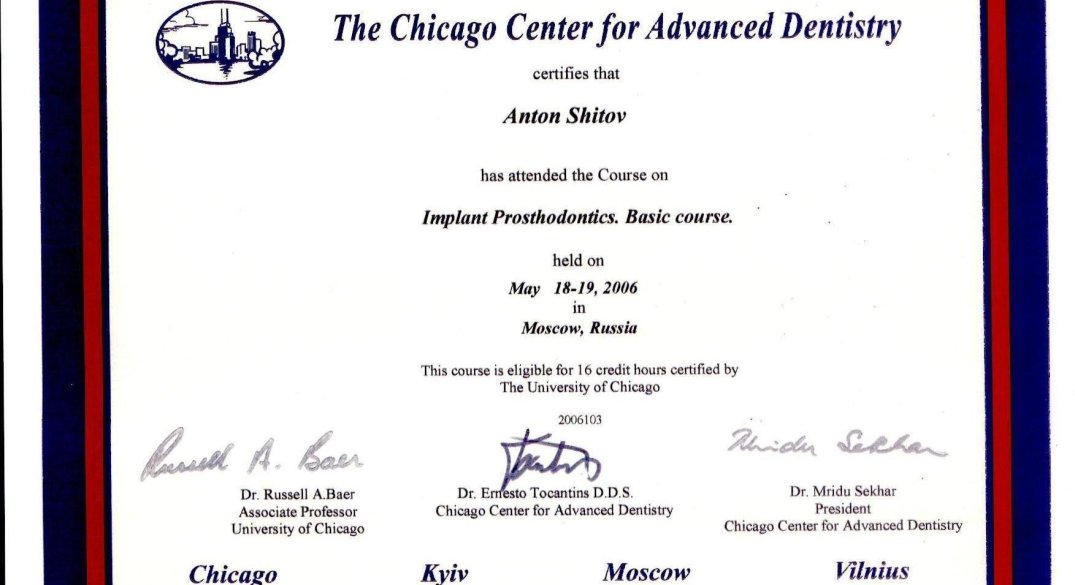 The Chicago Center for Advanced Dentistry
certifies that
Anton Shitov
has attended the Course on
Implant Prosthodontics. Basic course.
held on
May 18-19, 2006
in
Moscow, Russia
This course is eligible for 16 credit hours certified by
The University of Chicago
2006103
Russell A. Baer
Mridu Sekhar
Dr. Russell A.Baer
Associate Professor
University of Chicago
Dr. Ernesto Tocantins D.D.S.
Chicago Center for Advanced Dentistry
Dr. Mridu Sekhar
President
Chicago Center for Advanced Dentistry
Chicago Kyiv Moscow Vilnius